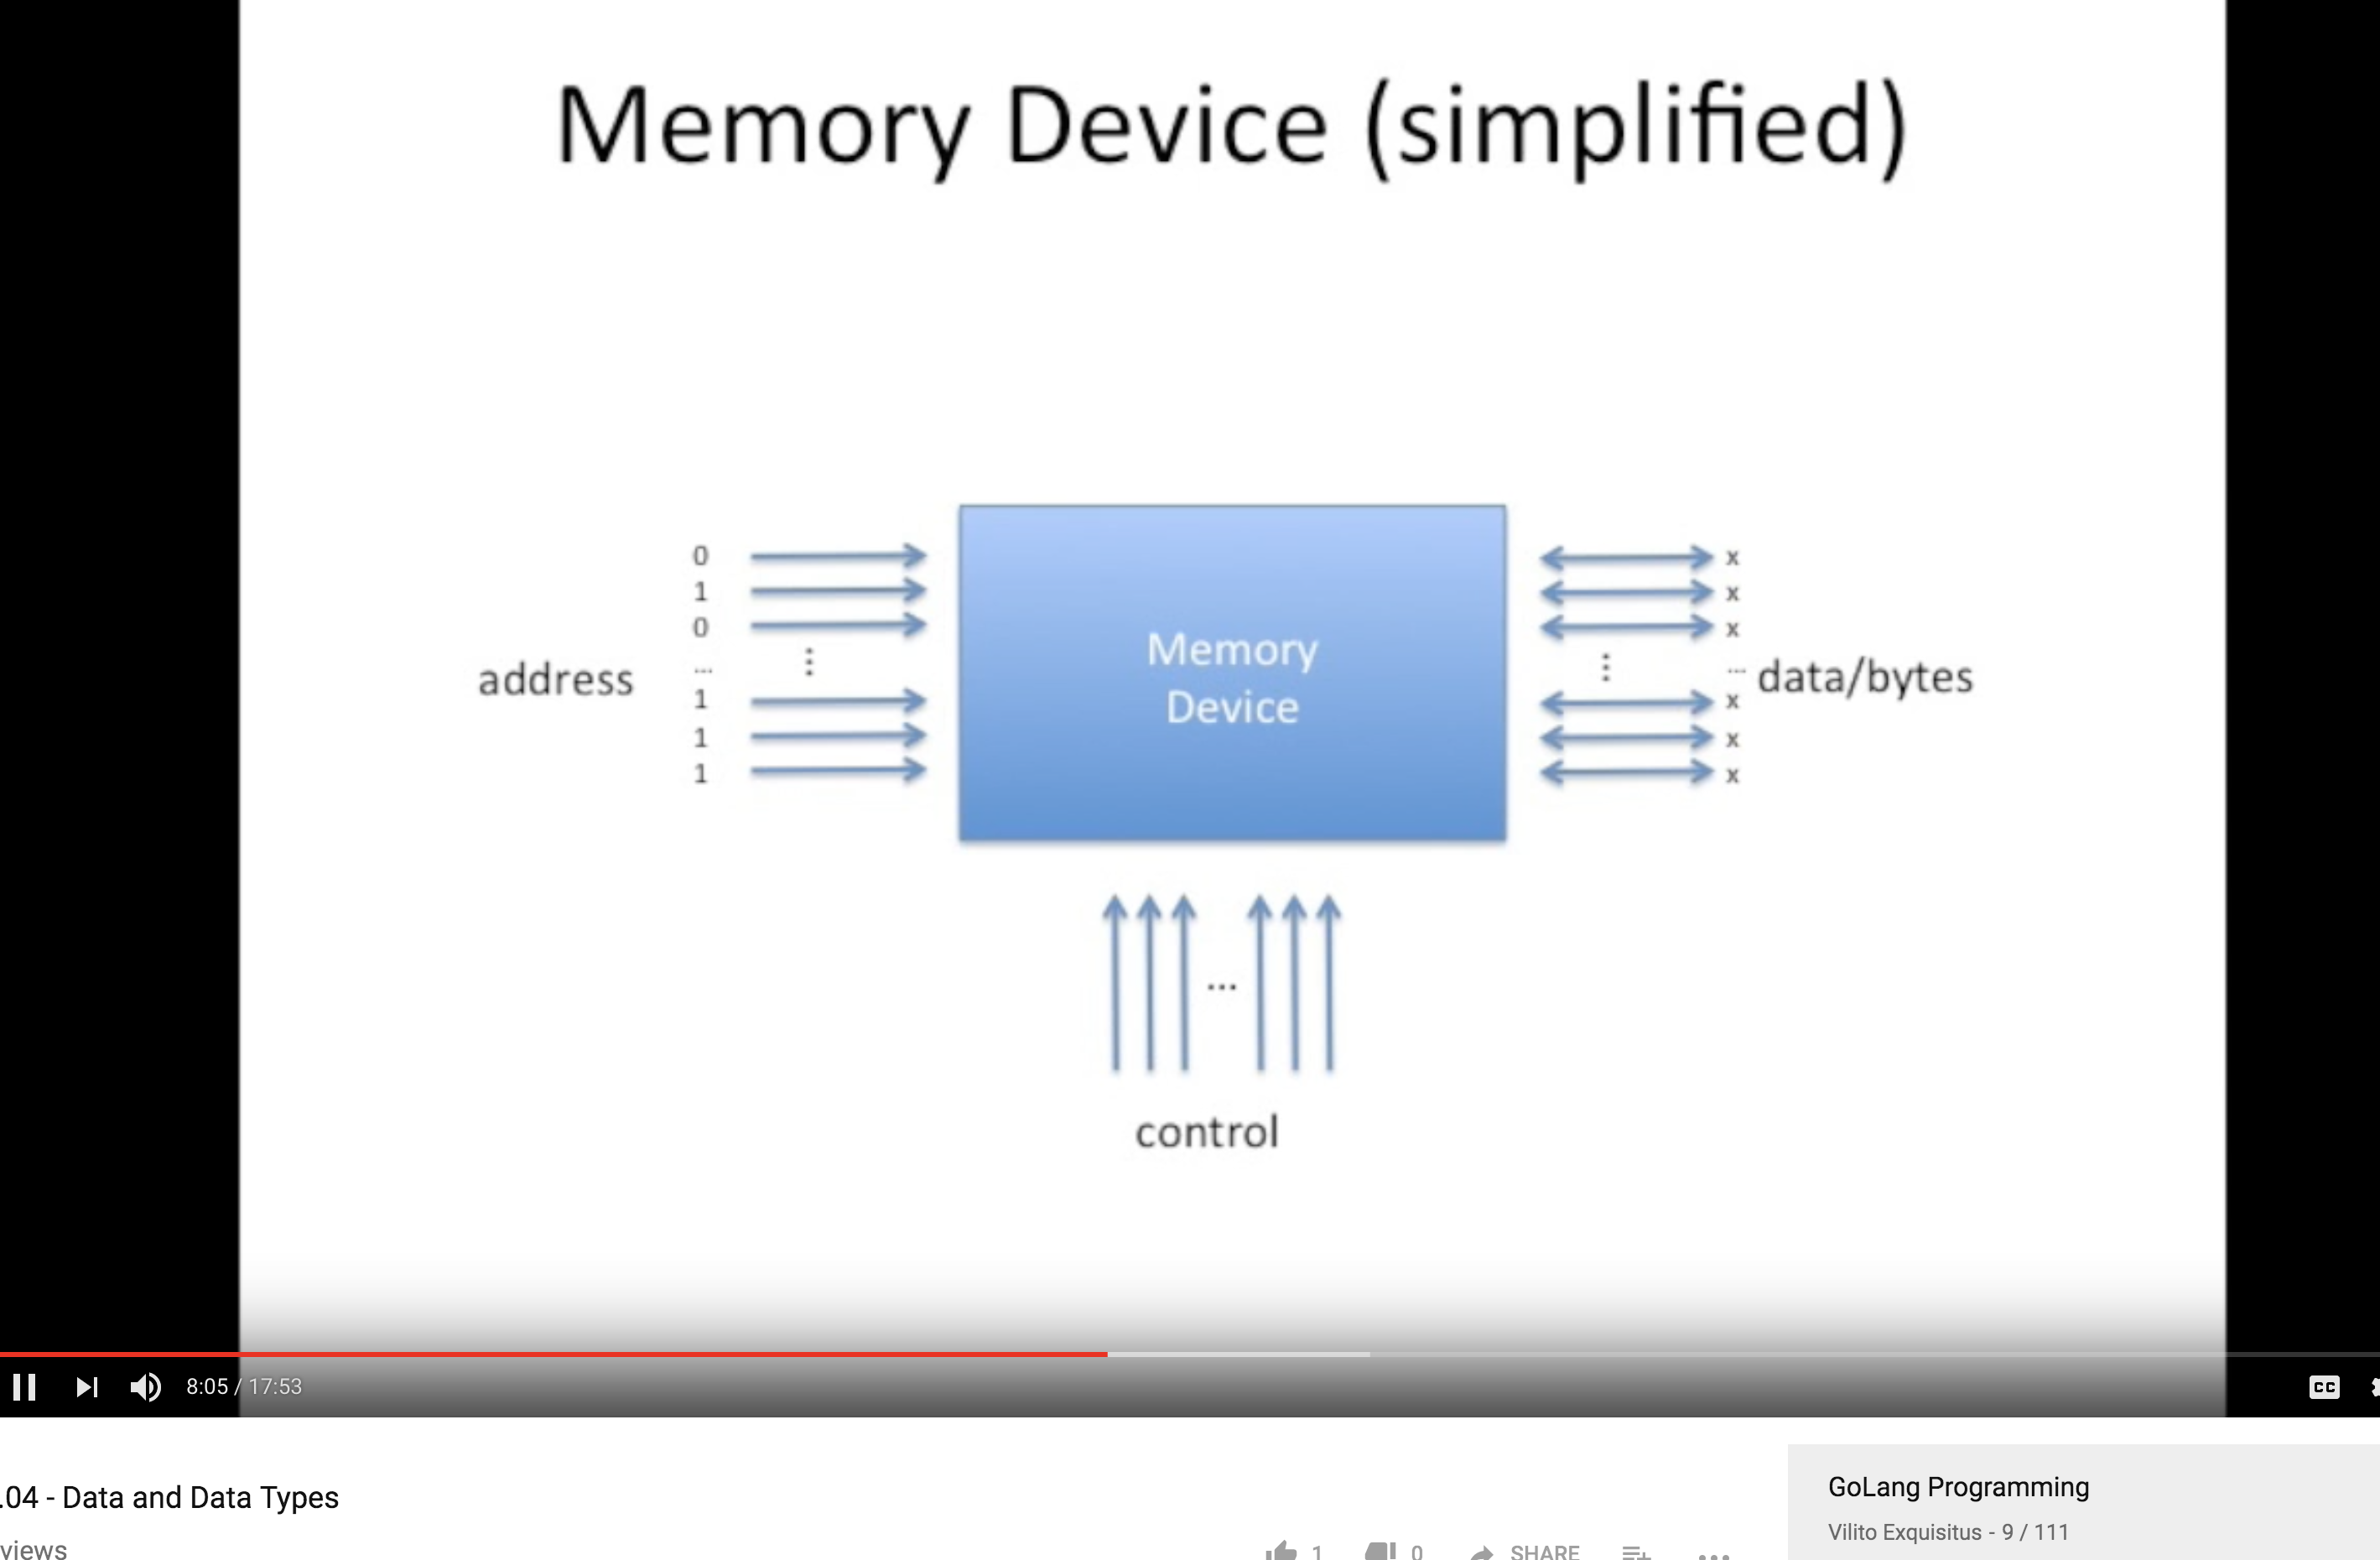 Memory Device (simplified)
0
1
0
...
1
1
1
address
Memory
Device
x
x
x
...
x
x
x
data/bytes
...
control
8:05 / 17:53
CC
.04 - Data and Data Types
views
1
0
SHARE
GoLang Programming
Vilito Exquisitus - 9 / 111